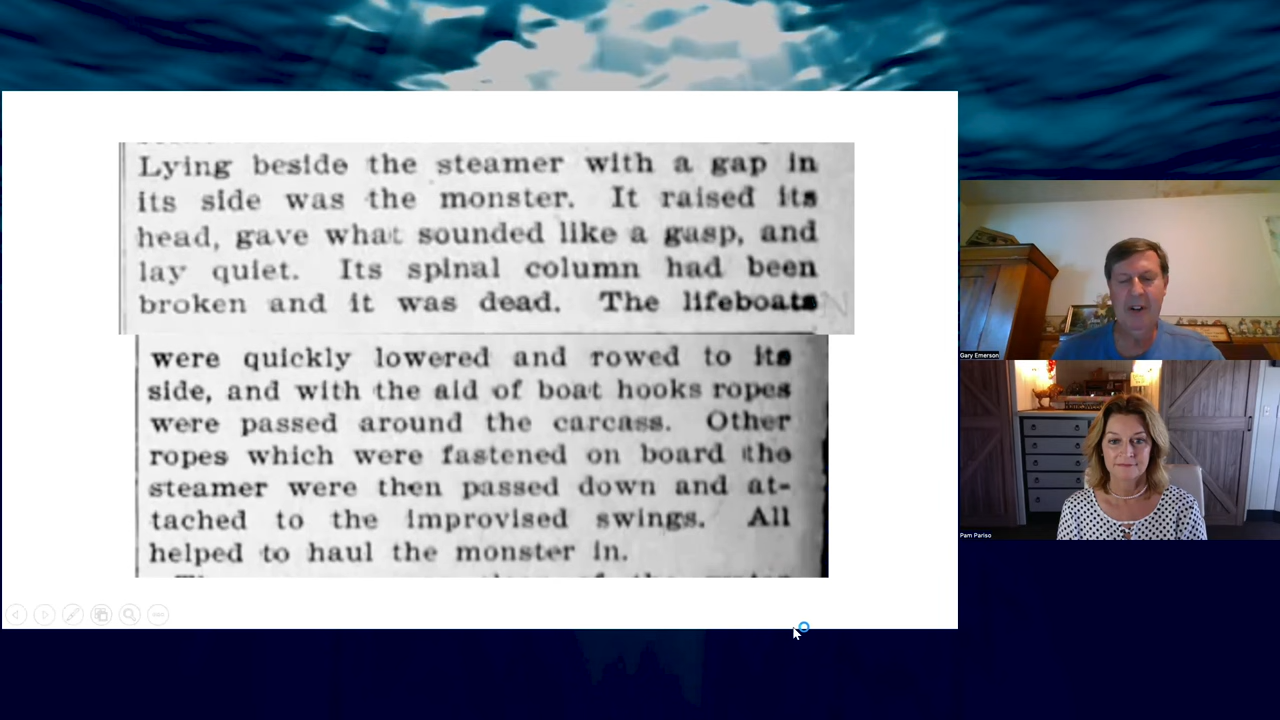 Lying beside the steamer with a gap in
its side was the monster. It raised its
head, gave what sounded like a gasp, and
lay quiet. Its spinal column had been
broken and it was dead. The lifeboats
were quickly lowered and rowed to its
side, and with the aid of boat hooks ropes
were passed around the carcass. Other
ropes which were fastened on board the
steamer were then passed down and at-
tached to the improvised swings. All
helped to haul the monster in.
Gary Emerson
Pam Pariso